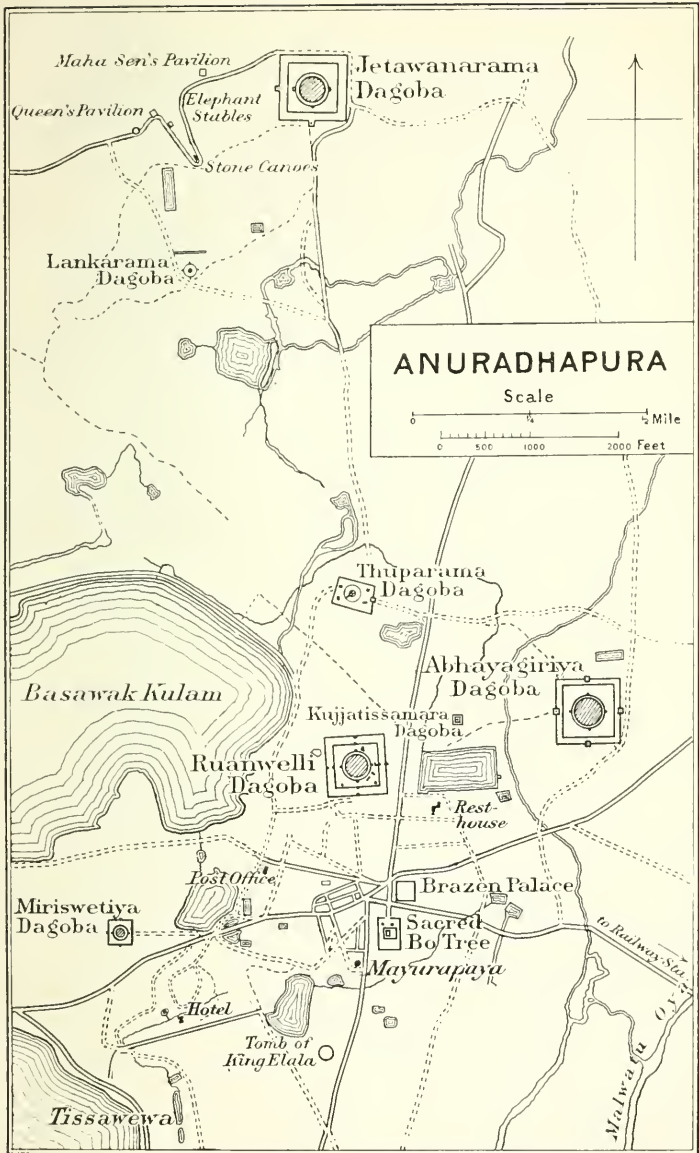 Maha Sen's Pavilion
Jetawanarama
Dagoba
Queen's Pavilion
Elephant
Stables
Stone Canoes
Lankárama
Dagoba
ANURADHAPURA
Scale
0 ¼ ½ Mile
0 500 1000 2000 Feet
Thuparama
Dagoba
Abhayagiriya
Dagoba
Basawak Kulam
Kujjatissamara
Dagoba
Ruanwelli
Dagoba
Rest-
house
Post Office
Brazen Palace
Miriswetiya
Dagoba
Sacred
Bo Tree
to Railway Sta.
Mayurapaya
Hotel
Tomb of
King Elala
Malwatu Oya
Tissawewa